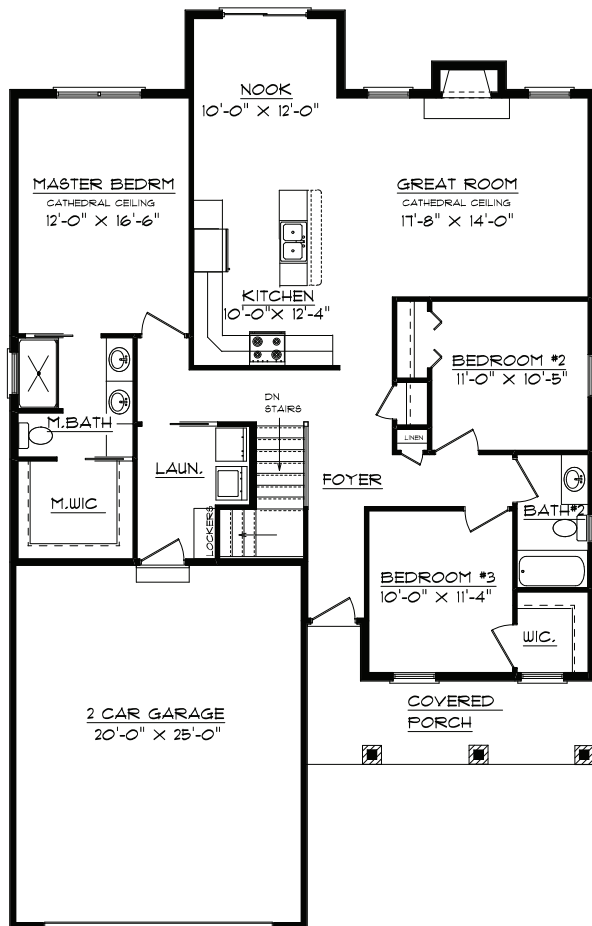 NOOK
10'-0" X 12'-0"
MASTER BEDRM
CATHEDRAL CEILING
12'-0" X 16'-6"
GREAT ROOM
CATHEDRAL CEILING
17'-8" X 14'-0"
KITCHEN
10'-0" X 12'-4"
BEDROOM #2
11'-0" X 10'-5"
DN
STAIRS
M.BATH
LINEN
LAUN.
FOYER
M.WIC
BATH#2
LOCKERS
BEDROOM #3
10'-0" X 11'-4"
WIC.
COVERED
PORCH
2 CAR GARAGE
20'-0" X 25'-0"